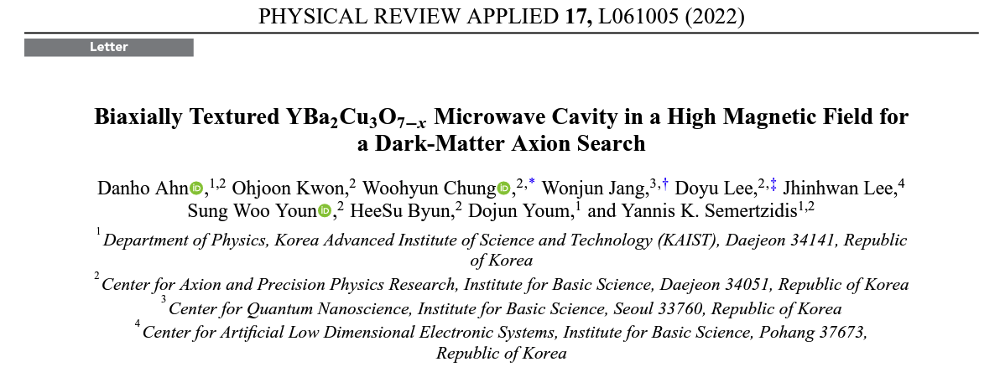 PHYSICAL REVIEW APPLIED 17, L061005 (2022)
Letter
Biaxially Textured YBa₂Cu₃O₇₋ₓ Microwave Cavity in a High Magnetic Field for
a Dark-Matter Axion Search
Danho Ahn iD,¹,² Ohjoon Kwon,² Woohyun Chung iD,²,* Wonjun Jang,³,† Doyu Lee,²,‡ Jhinhwan Lee,⁴
Sung Woo Youn iD,² HeeSu Byun,² Dojun Youm,¹ and Yannis K. Semertzidis¹,²
¹Department of Physics, Korea Advanced Institute of Science and Technology (KAIST), Daejeon 34141, Republic
of Korea
²Center for Axion and Precision Physics Research, Institute for Basic Science, Daejeon 34051, Republic of Korea
³Center for Quantum Nanoscience, Institute for Basic Science, Seoul 33760, Republic of Korea
⁴Center for Artificial Low Dimensional Electronic Systems, Institute for Basic Science, Pohang 37673,
Republic of Korea